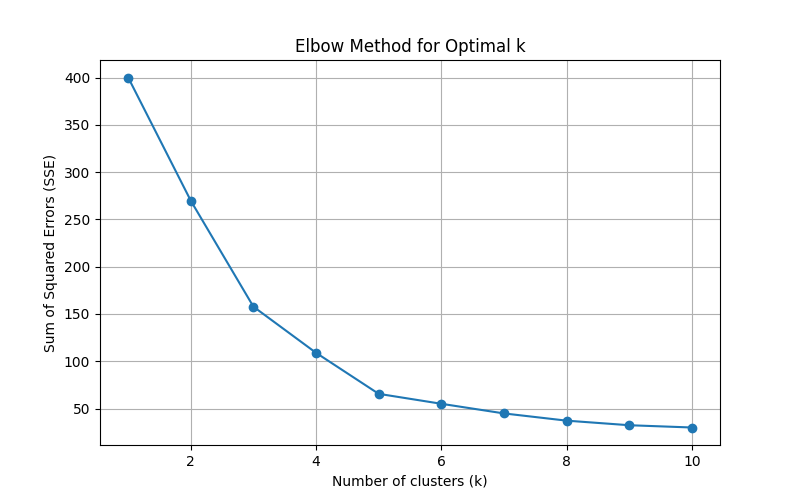 Elbow Method for Optimal k
Sum of Squared Errors (SSE)
400
350
300
250
200
150
100
50
2 4 6 8 10
Number of clusters (k)